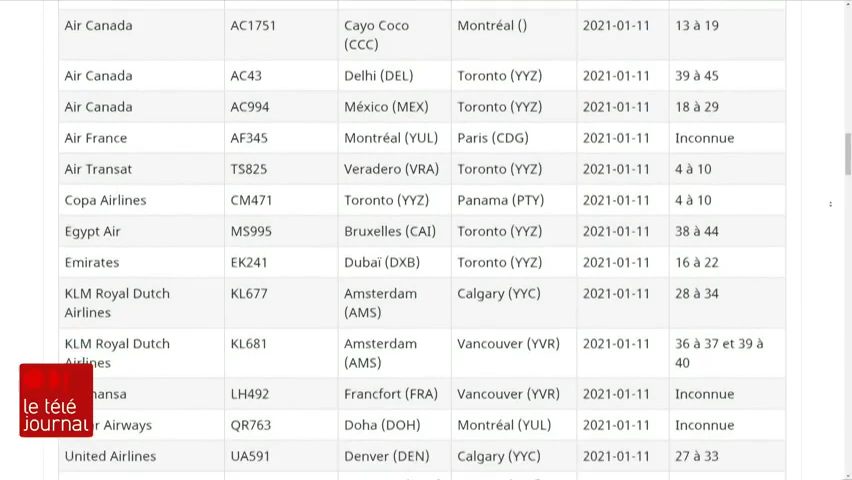 Air Canada AC1751 Cayo Coco Montréal () 2021-01-11 13 à 19
(CCC)
Air Canada AC43 Delhi (DEL) Toronto (YYZ) 2021-01-11 39 à 45
Air Canada AC994 México (MEX) Toronto (YYZ) 2021-01-11 18 à 29
Air France AF345 Montréal (YUL) Paris (CDG) 2021-01-11 Inconnue
Air Transat TS825 Veradero (VRA) Toronto (YYZ) 2021-01-11 4 à 10
Copa Airlines CM471 Toronto (YYZ) Panama (PTY) 2021-01-11 4 à 10
Egypt Air MS995 Bruxelles (CAI) Toronto (YYZ) 2021-01-11 38 à 44
Emirates EK241 Dubaï (DXB) Toronto (YYZ) 2021-01-11 16 à 22
KLM Royal Dutch KL677 Amsterdam Calgary (YYC) 2021-01-11 28 à 34
Airlines (AMS)
KLM Royal Dutch KL681 Amsterdam Vancouver (YVR) 2021-01-11 36 à 37 et 39 à
Airlines (AMS) 40
LH492 Francfort (FRA) Vancouver (YVR) 2021-01-11 Inconnue
Airways QR763 Doha (DOH) Montréal (YUL) 2021-01-11 Inconnue
United Airlines UA591 Denver (DEN) Calgary (YYC) 2021-01-11 27 à 33
le télé
journal